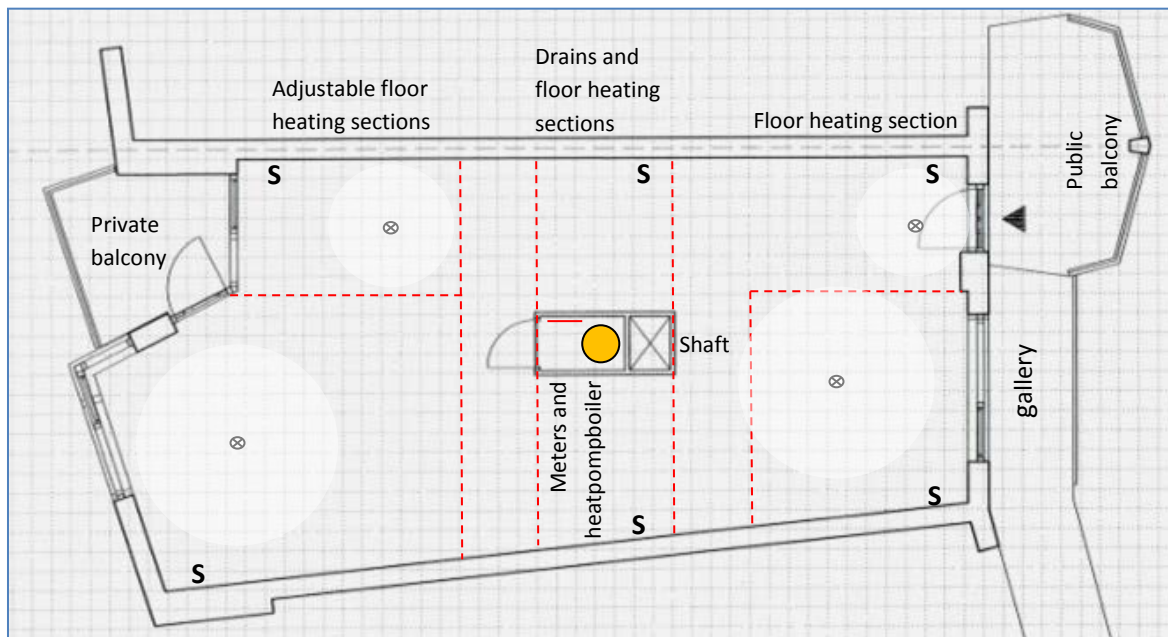 Drains and
floor heating
sections
Adjustable floor
heating sections
Floor heating section
S
S
S
Public
balcony
Private
balcony
Shaft
gallery
Meters and
heatpompboiler
S
S
S